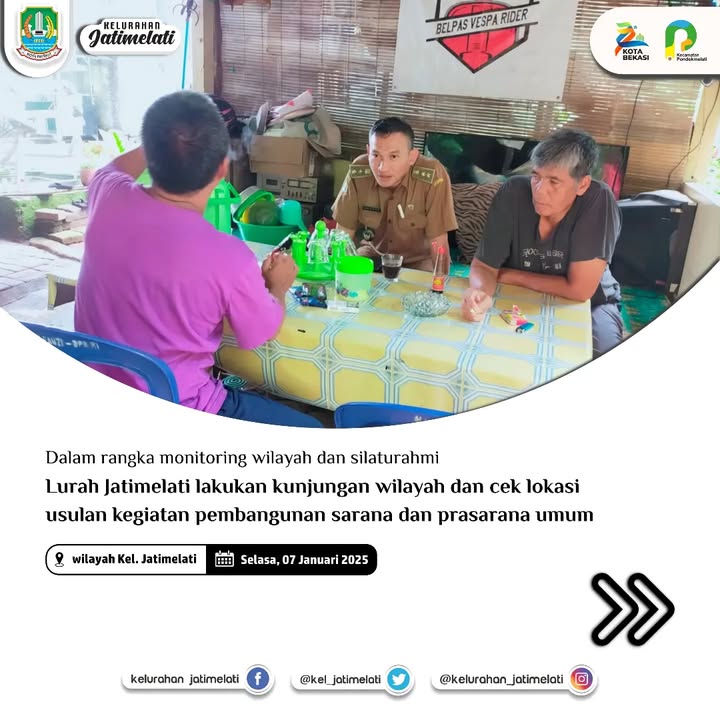 KELURAHAN
Jatimelati
KOTA
BEKASI
Kecamatan
Pondokmelati
BELPAS VESPA RIDER
Dalam rangka monitoring wilayah dan silaturahmi
Lurah Jatimelati lakukan kunjungan wilayah dan cek lokasi
usulan kegiatan pembangunan sarana dan prasarana umum
wilayah Kel. Jatimelati
Selasa, 07 Januari 2025
kelurahan jatimelati
@kel_jatimelati
@kelurahan_jatimelati